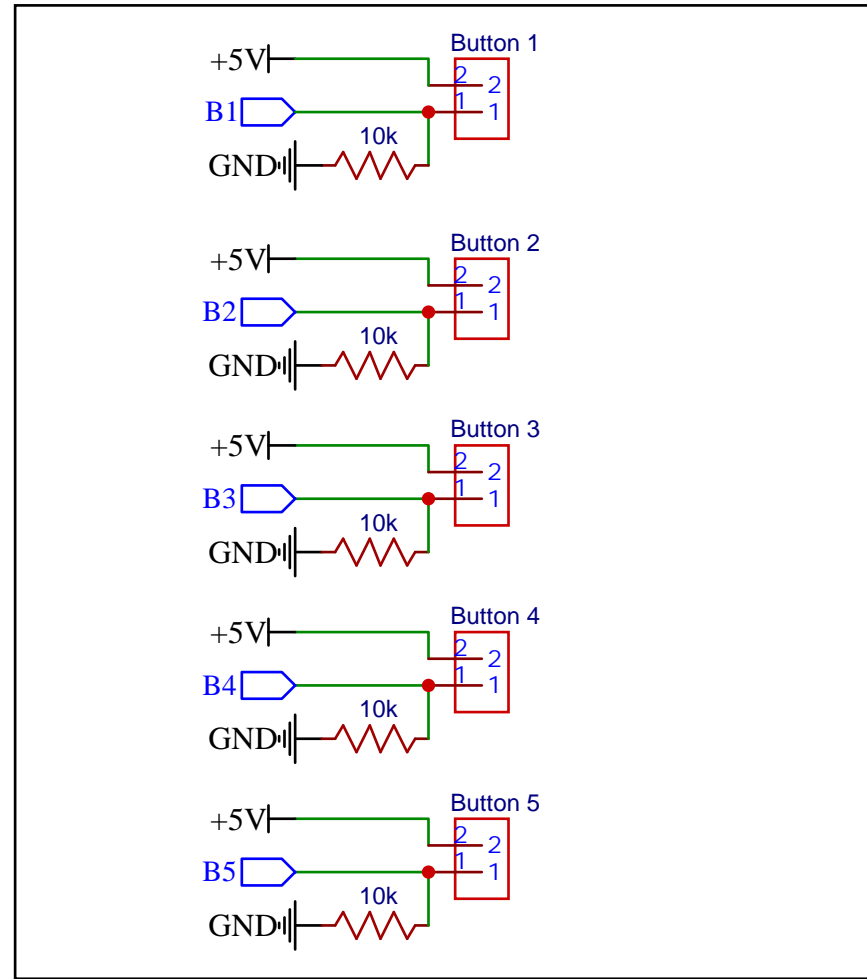 Button 1
+5V
2
2
B1
1
1
10k
GND
Button 2
+5V
2
2
B2
1
1
10k
GND
Button 3
+5V
2
2
B3
1
1
10k
GND
Button 4
+5V
2
2
B4
1
1
10k
GND
Button 5
+5V
2
2
B5
1
1
10k
GND